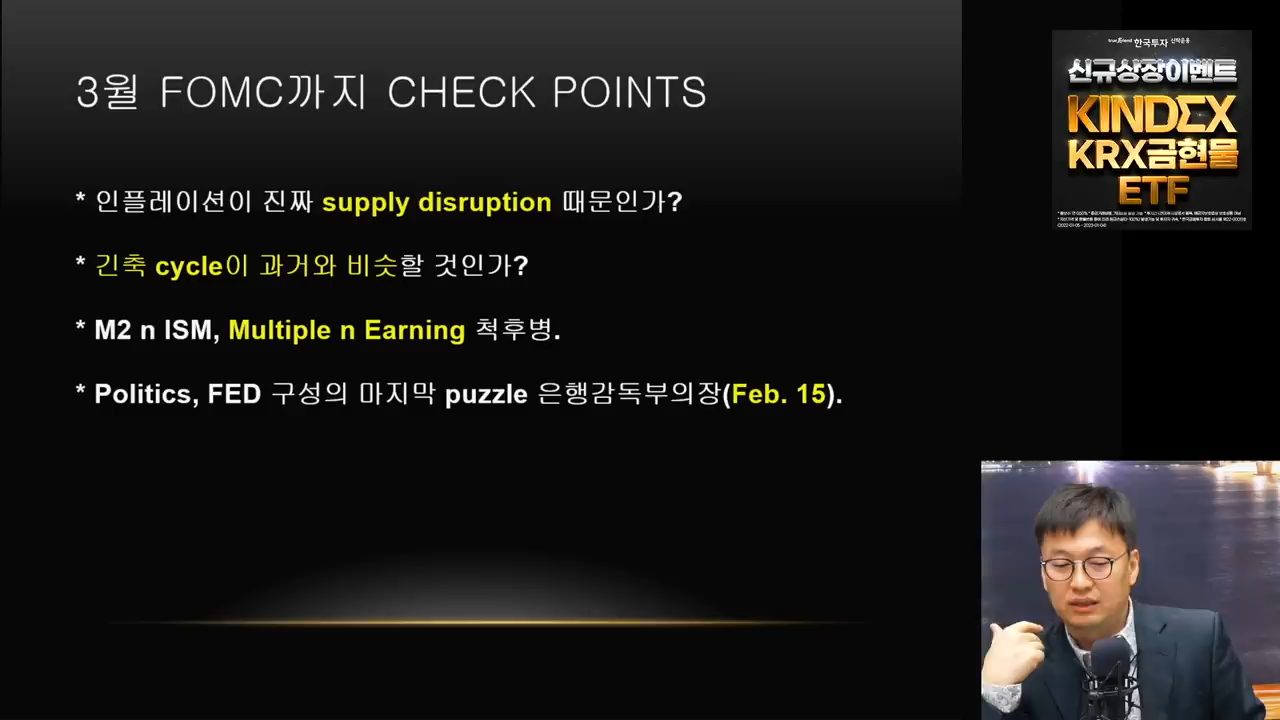 3월 FOMC까지 CHECK POINTS
* 인플레이션이 진짜 supply disruption 때문인가?
* 긴축 cycle이 과거와 비슷할 것인가?
* M2 n ISM, Multiple n Earning 척후병.
* Politics, FED 구성의 마지막 puzzle 은행감독부의장(Feb. 15).
한국투자 신탁운용
신규상장이벤트
KINDEX
KRX금현물
ETF